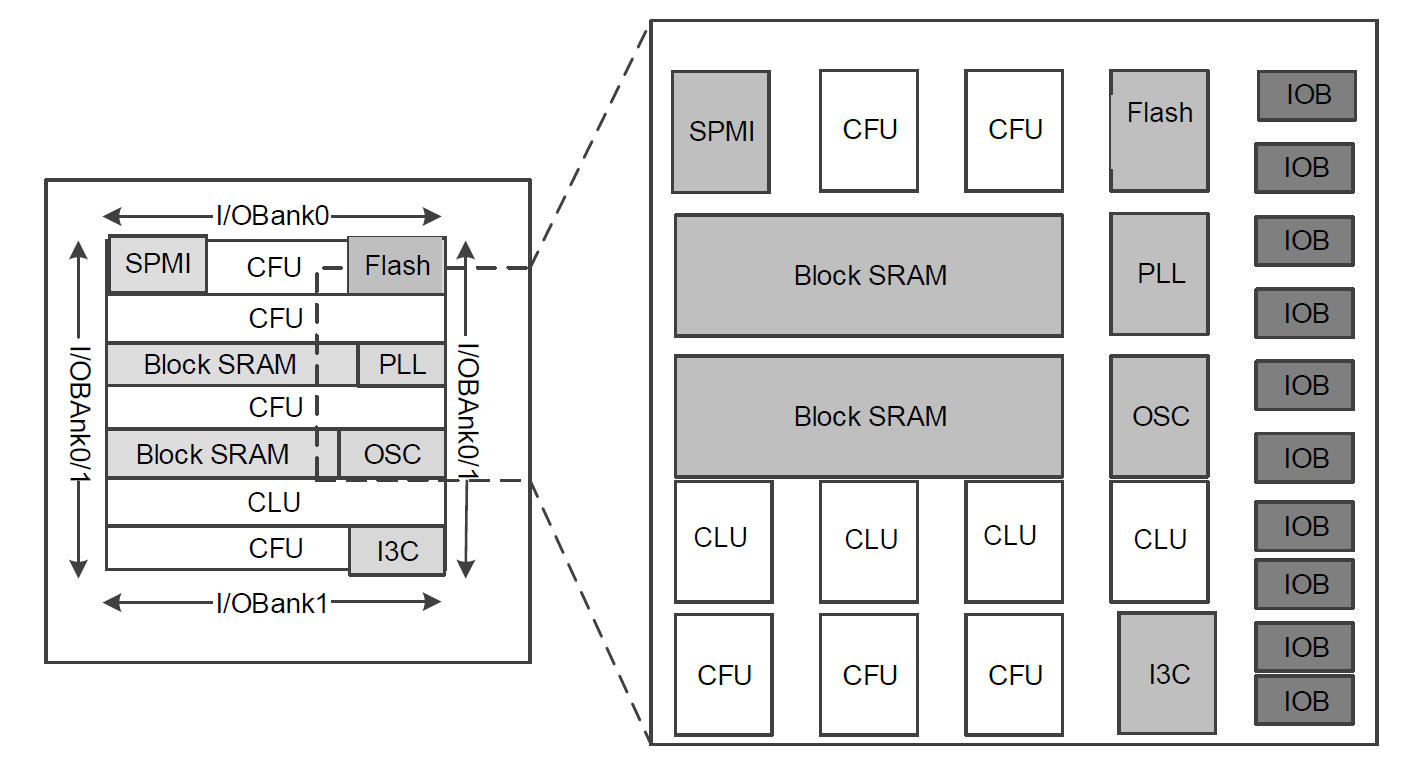 I/OBank0
SPMI
CFU
Flash
CFU
Block SRAM
PLL
CFU
Block SRAM
OSC
CLU
CFU
I3C
I/OBank1
I/OBAnk0/1
I/OBAnk0/1
SPMI
CFU
CFU
Flash
IOB
IOB
Block SRAM
PLL
IOB
IOB
Block SRAM
OSC
IOB
IOB
CLU
CLU
CLU
CLU
IOB
IOB
CFU
CFU
CFU
I3C
IOB
IOB